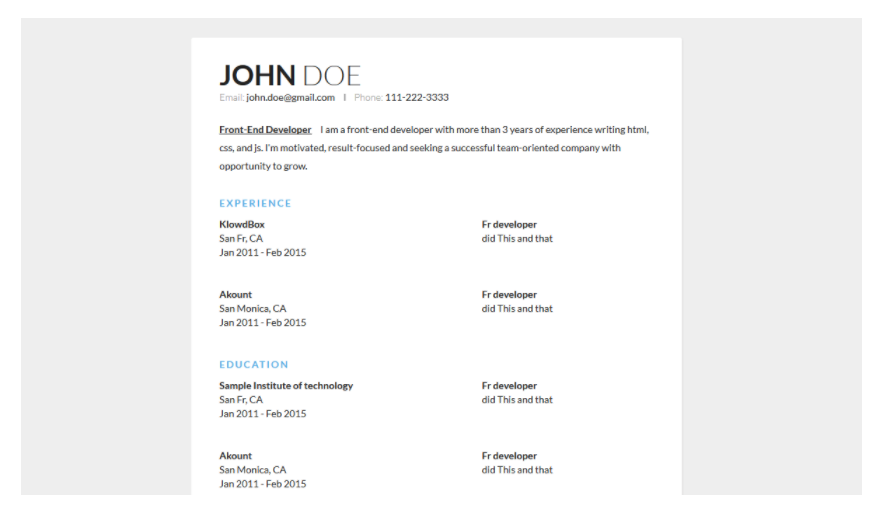 JOHN DOE
Email: john.doe@gmail.com | Phone: 111-222-3333
Front-End Developer I am a front-end developer with more than 3 years of experience writing html,
css, and js. I'm motivated, result-focused and seeking a successful team-oriented company with
opportunity to grow.
EXPERIENCE
KlowdBox
San Fr, CA
Jan 2011 - Feb 2015
Fr developer
did This and that
Akount
San Monica, CA
Jan 2011 - Feb 2015
Fr developer
did This and that
EDUCATION
Sample Institute of technology
San Fr, CA
Jan 2011 - Feb 2015
Fr developer
did This and that
Akount
San Monica, CA
Jan 2011 - Feb 2015
Fr developer
did This and that